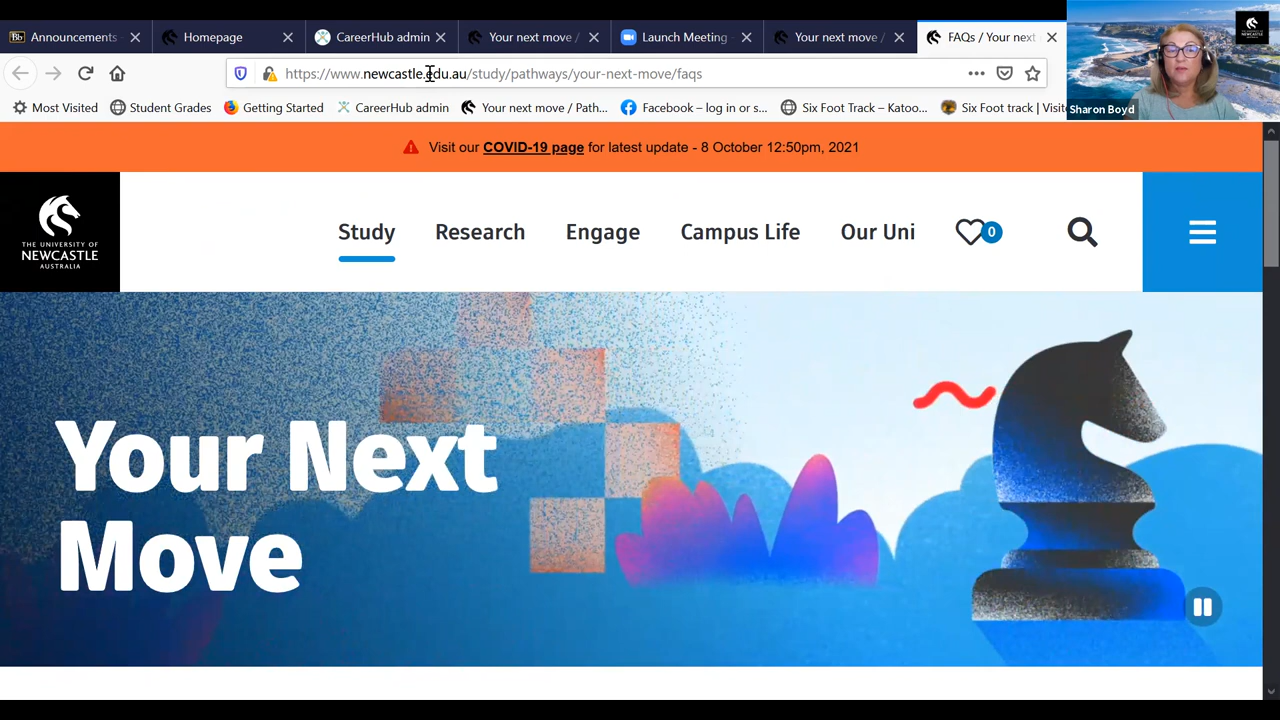 Bb Announcements
Homepage
CareerHub admin
Your next move /
Launch Meeting -
Your next move /
FAQs / Your next
https://www.newcastle.edu.au/study/pathways/your-next-move/faqs
Most Visited
Student Grades
Getting Started
CareerHub admin
Your next move / Path...
Facebook – log in or s...
Six Foot Track – Katoo...
Six Foot track | Visit
Sharon Boyd
Visit our COVID-19 page for latest update - 8 October 12:50pm, 2021
THE UNIVERSITY OF
NEWCASTLE
AUSTRALIA
Study
Research
Engage
Campus Life
Our Uni
0
Your Next
Move